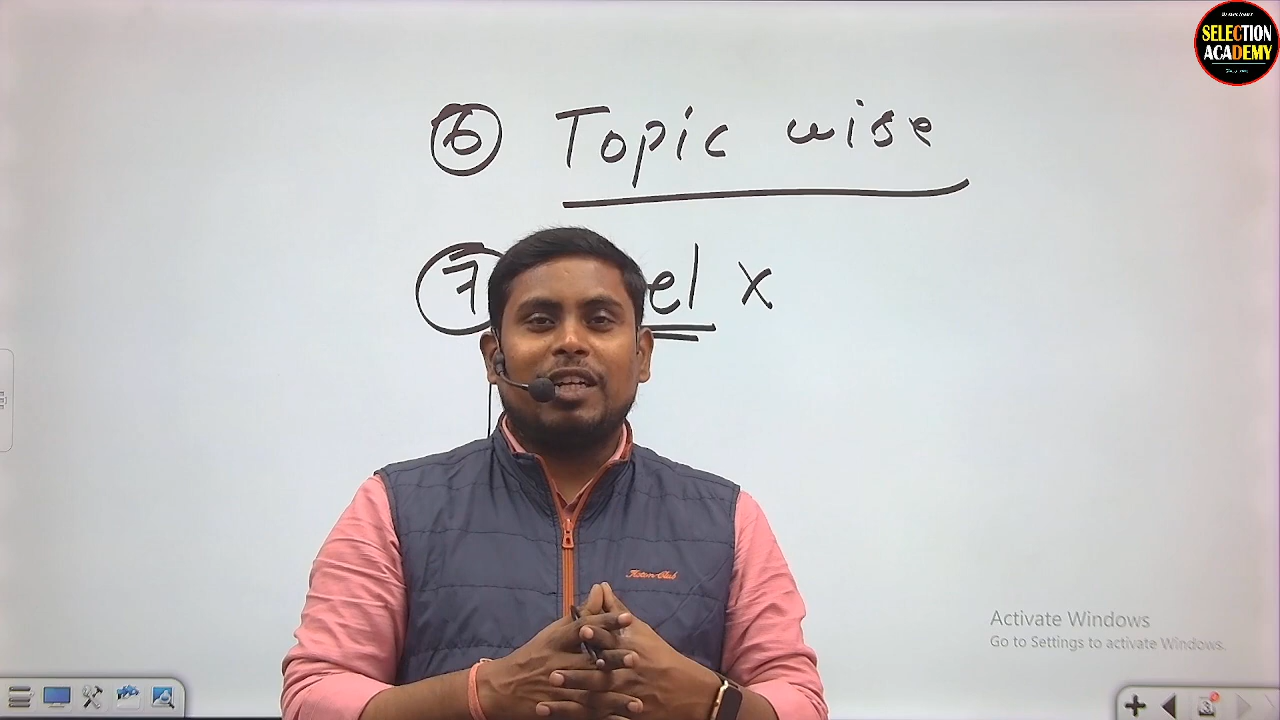 SELECTION
ACADEMY
6 Topic wise
7 el x
Activate Windows
Go to Settings to activate Windows.